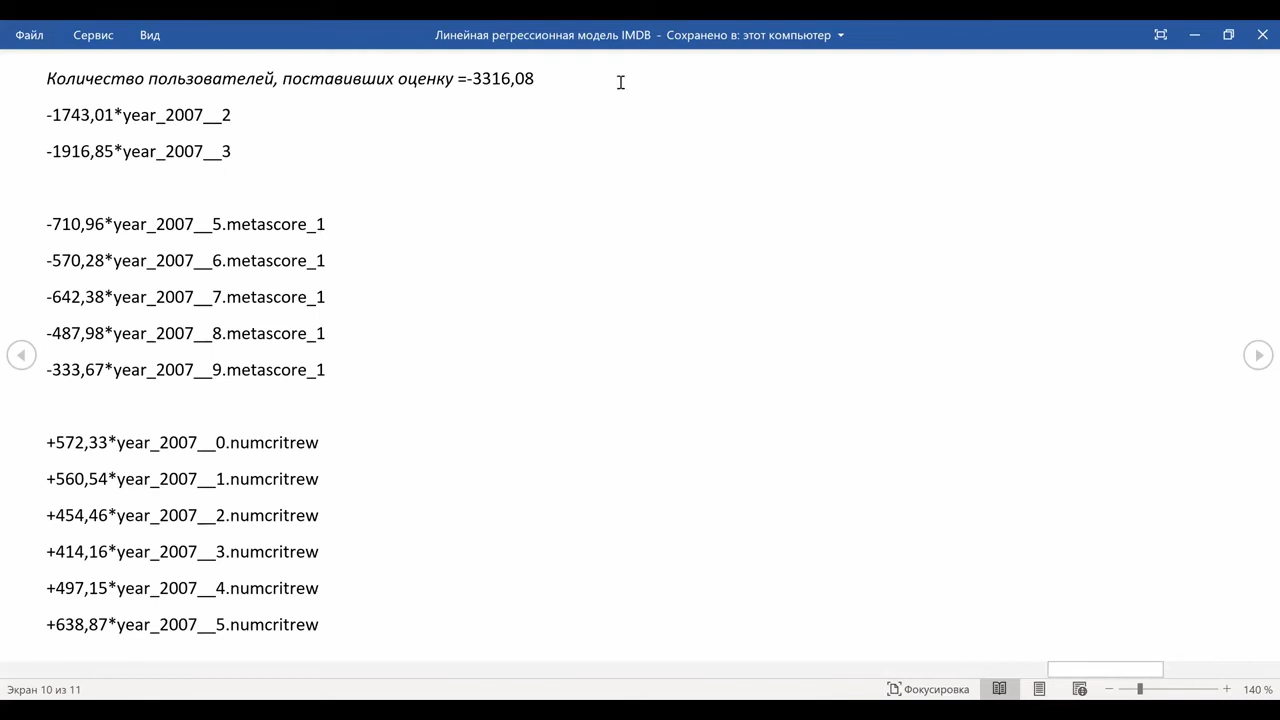 Файл Сервис Вид Линейная регрессионная модель IMDB - Сохранено в: этот компьютер
Количество пользователей, поставивших оценку =-3316,08
-1743,01*year_2007__2
-1916,85*year_2007__3
-710,96*year_2007__5.metascore_1
-570,28*year_2007__6.metascore_1
-642,38*year_2007__7.metascore_1
-487,98*year_2007__8.metascore_1
-333,67*year_2007__9.metascore_1
+572,33*year_2007__0.numcritrew
+560,54*year_2007__1.numcritrew
+454,46*year_2007__2.numcritrew
+414,16*year_2007__3.numcritrew
+497,15*year_2007__4.numcritrew
+638,87*year_2007__5.numcritrew
Экран 10 из 11 Фокусировка 140 %